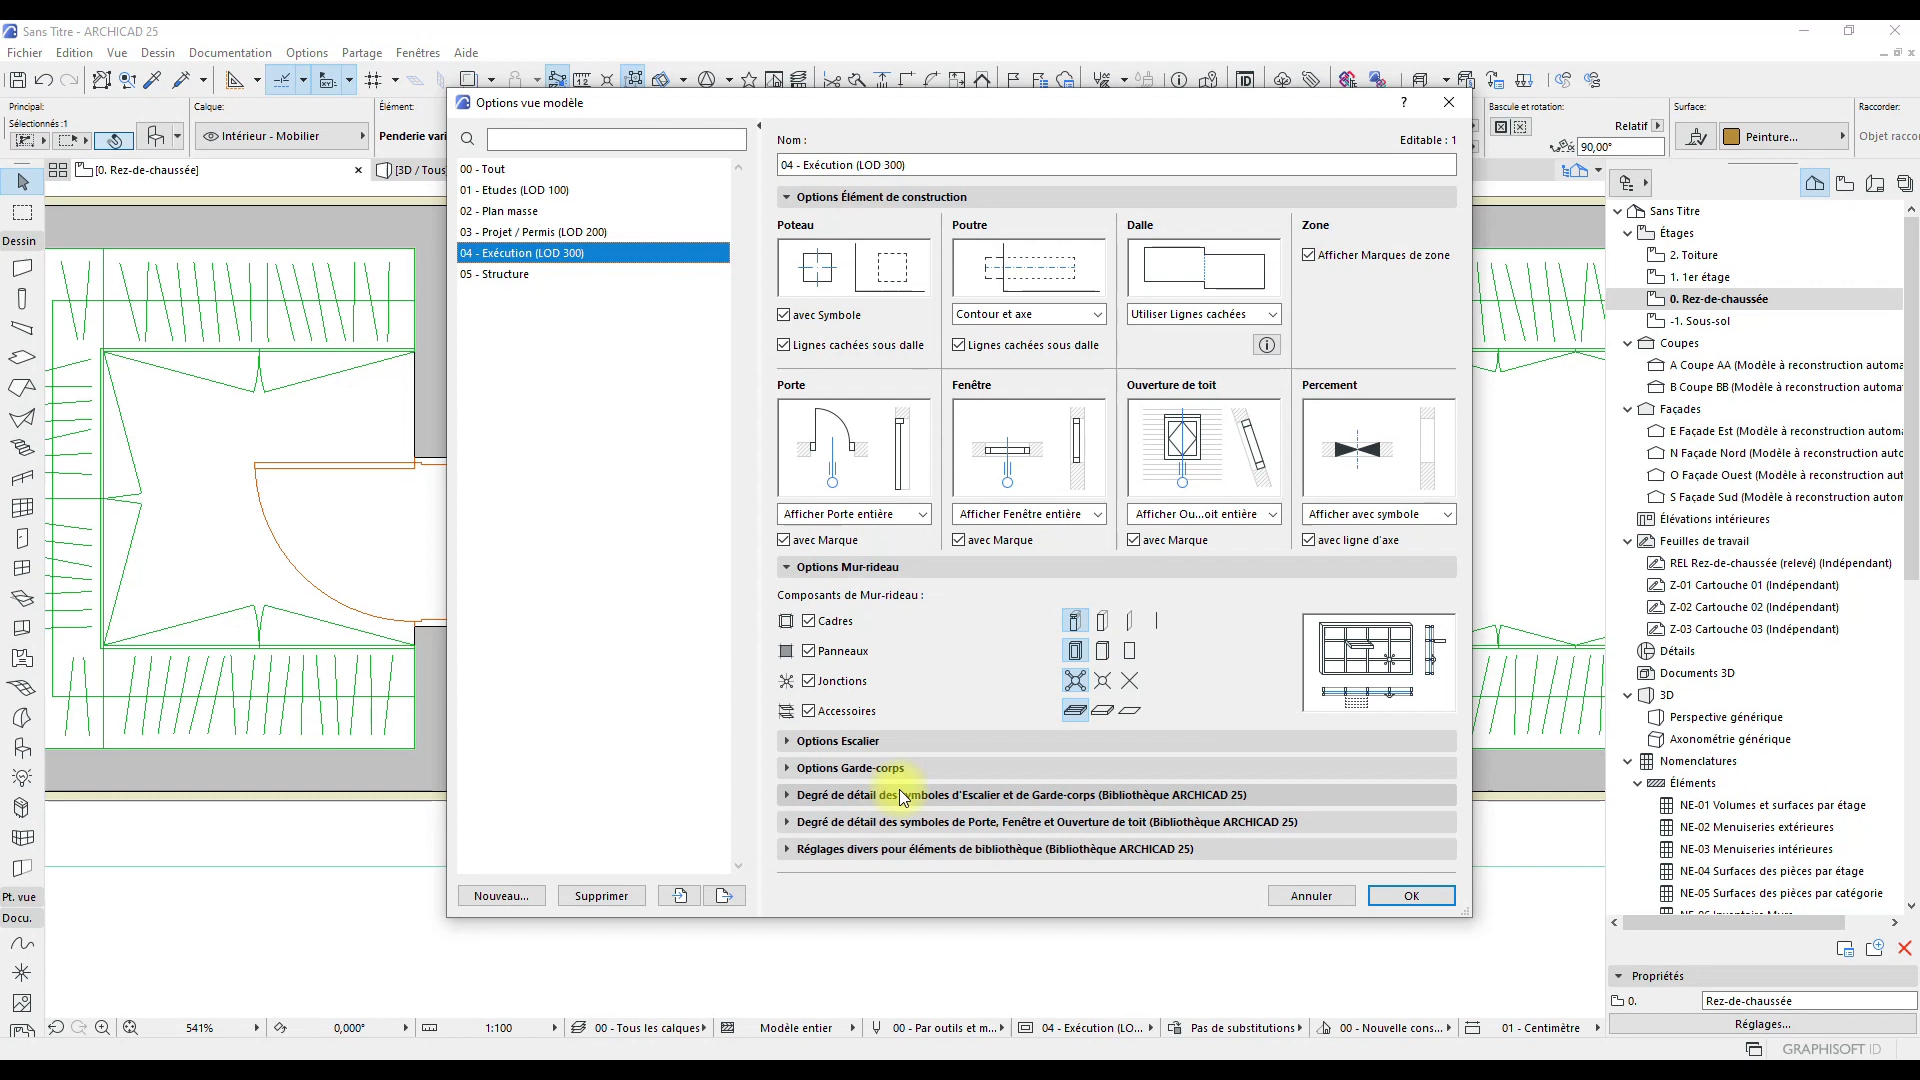 Sans Titre - ARCHICAD 25
Fichier Edition Vue Dessin Documentation Options Partage Fenêtres Aide
Principal:
Sélectionnés :1
Calque:
Intérieur - Mobilier
Élément:
Penderie vari
Bascule et rotation:
Relatif
90,00°
Surface:
Peinture...
Raccorder:
Objet racco
[0. Rez-de-chaussée]
[3D / Tous
Dessin
Pt. vue
Docu.
Options vue modèle
00 - Tout
01 - Etudes (LOD 100)
02 - Plan masse
03 - Projet / Permis (LOD 200)
04 - Exécution (LOD 300)
05 - Structure
Nouveau...
Supprimer
Nom :
Editable : 1
04 - Exécution (LOD 300)
Options Élément de construction
Poteau Poutre Dalle Zone
Afficher Marques de zone
avec Symbole
Contour et axe
Utiliser Lignes cachées
Lignes cachées sous dalle
Lignes cachées sous dalle
Porte Fenêtre Ouverture de toit Percement
Afficher Porte entière
Afficher Fenêtre entière
Afficher Ou...oit entière
Afficher avec symbole
avec Marque
avec Marque
avec Marque
avec ligne d'axe
Options Mur-rideau
Composants de Mur-rideau :
Cadres
Panneaux
Jonctions
Accessoires
Options Escalier
Options Garde-corps
Degré de détail des symboles d'Escalier et de Garde-corps (Bibliothèque ARCHICAD 25)
Degré de détail des symboles de Porte, Fenêtre et Ouverture de toit (Bibliothèque ARCHICAD 25)
Réglages divers pour éléments de bibliothèque (Bibliothèque ARCHICAD 25)
Annuler
OK
Sans Titre
Étages
2. Toiture
1. 1er étage
0. Rez-de-chaussée
-1. Sous-sol
Coupes
A Coupe AA (Modèle à reconstruction automa
B Coupe BB (Modèle à reconstruction automa
Façades
E Façade Est (Modèle à reconstruction autom
N Façade Nord (Modèle à reconstruction auto
O Façade Ouest (Modèle à reconstruction auto
S Façade Sud (Modèle à reconstruction auton
Élévations intérieures
Feuilles de travail
REL Rez-de-chaussée (relevé) (Indépendant)
Z-01 Cartouche 01 (Indépendant)
Z-02 Cartouche 02 (Indépendant)
Z-03 Cartouche 03 (Indépendant)
Détails
Documents 3D
3D
Perspective générique
Axonométrie générique
Nomenclatures
Éléments
NE-01 Volumes et surfaces par étage
NE-02 Menuiseries extérieures
NE-03 Menuiseries intérieures
NE-04 Surfaces des pièces par étage
NE-05 Surfaces des pièces par catégorie
Propriétés
0.
Rez-de-chaussée
Réglages...
541%
0,000°
1:100
00 - Tous les calques
Modèle entier
00 - Par outils et m...
04 - Exécution (LO...
Pas de substitutions
00 - Nouvelle cons...
01 - Centimètre
GRAPHISOFT ID